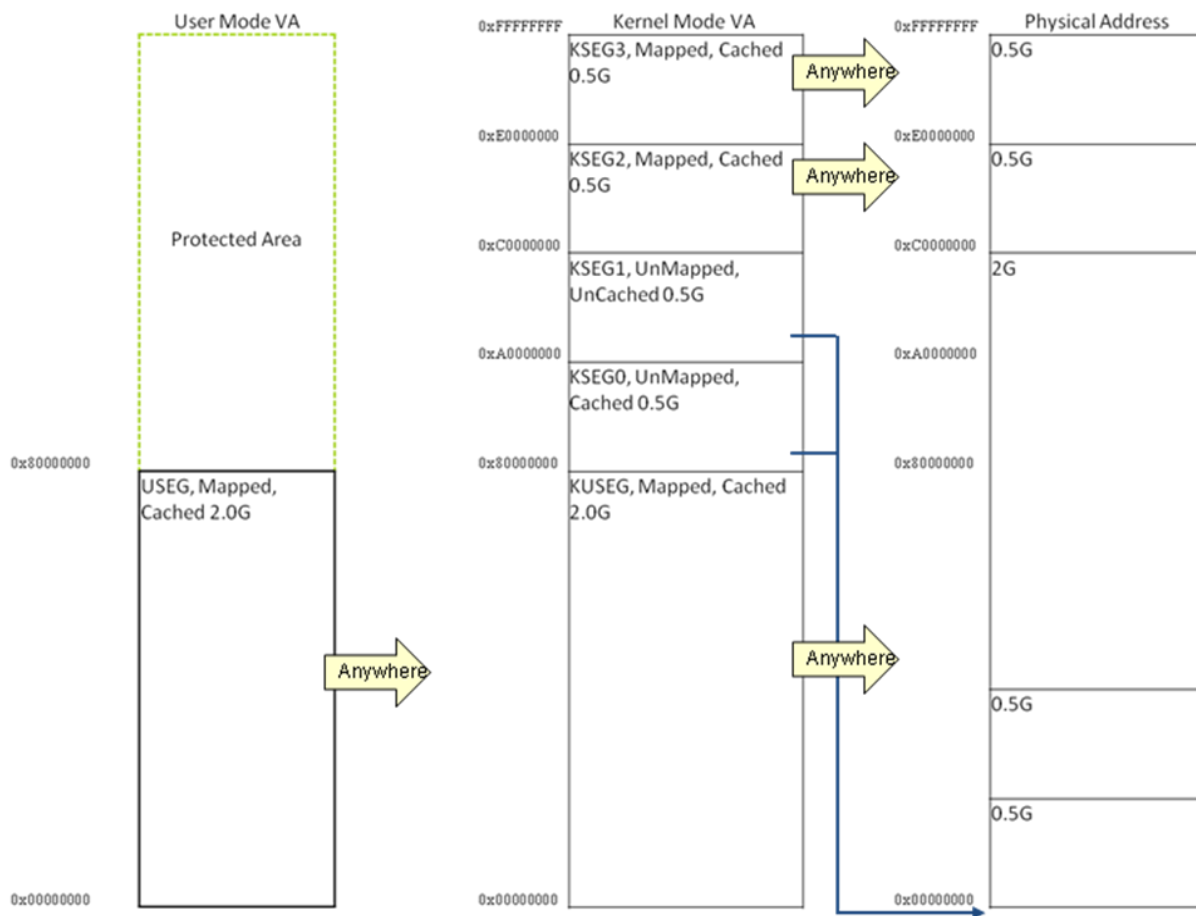 User Mode VA
Protected Area
0x80000000
USEG, Mapped,
Cached 2.0G
Anywhere
0x00000000
Kernel Mode VA
0xFFFFFFFF
KSEG3, Mapped, Cached
0.5G
Anywhere
0xE0000000
KSEG2, Mapped, Cached
0.5G
Anywhere
0xC0000000
KSEG1, UnMapped,
UnCached 0.5G
0xA0000000
KSEG0, UnMapped,
Cached 0.5G
0x80000000
KUSEG, Mapped, Cached
2.0G
Anywhere
0x00000000
Physical Address
0xFFFFFFFF
0.5G
0xE0000000
0.5G
0xC0000000
2G
0xA0000000
0x80000000
0.5G
0.5G
0x00000000